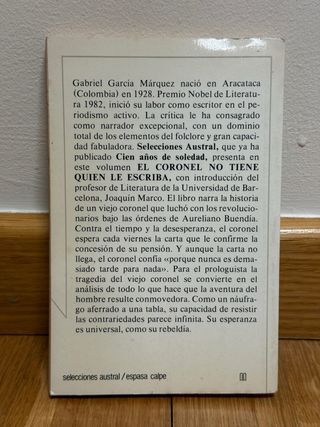 Gabriel García Márquez nació en Aracataca
(Colombia) en 1928. Premio Nobel de Literatu-
ra 1982, inició su labor como escritor en el pe-
riodismo activo. La crítica le ha consagrado
como narrador excepcional, con un dominio
total de los elementos del folclore y gran capaci-
dad fabuladora. Selecciones Austral, que ya ha
publicado Cien años de soledad, presenta en
este volumen EL CORONEL NO TIENE
QUIEN LE ESCRIBA, con introducción del
profesor de Literatura de la Universidad de Bar-
celona, Joaquín Marco. El libro narra la historia
de un viejo coronel que luchó con los revolucio-
narios bajo las órdenes de Aureliano Buendía.
Contra el tiempo y la desesperanza, el coronel
espera cada viernes la carta que le confirme la
concesión de su pensión. Y aunque la carta no
llega, el coronel confía «porque nunca es dema-
siado tarde para nada». Para el prologuista la
tragedia del viejo coronel se convierte en el
análisis de todo lo que hace que la aventura del
hombre resulte conmovedora. Como un náufra-
go aferrado a una tabla, su capacidad de resistir
las contrariedades parece infinita. Su esperanza
es universal, como su rebeldía.
selecciones austral/espasa calpe